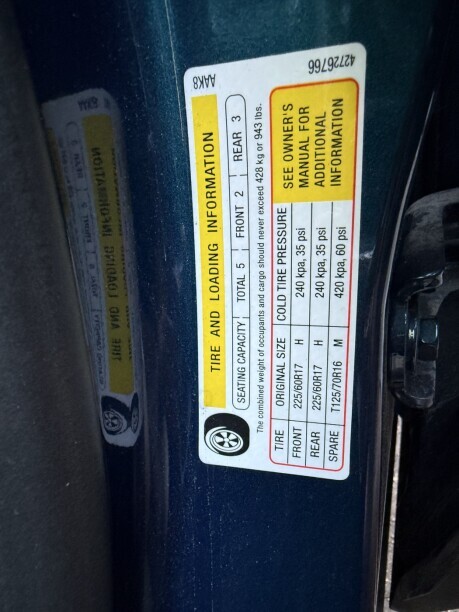 AAK8 42726766
TIRE AND LOADING INFORMATION
SEATING CAPACITY TOTAL 5 FRONT 2 REAR 3
The combined weight of occupants and cargo should never exceed 428 kg or 943 lbs.
TIRE ORIGINAL SIZE COLD TIRE PRESSURE
FRONT 225/60R17 H 240 kpa, 35 psi
REAR 225/60R17 H 240 kpa, 35 psi
SPARE T125/70R16 M 420 kpa, 60 psi
SEE OWNER'S
MANUAL FOR
ADDITIONAL
INFORMATION